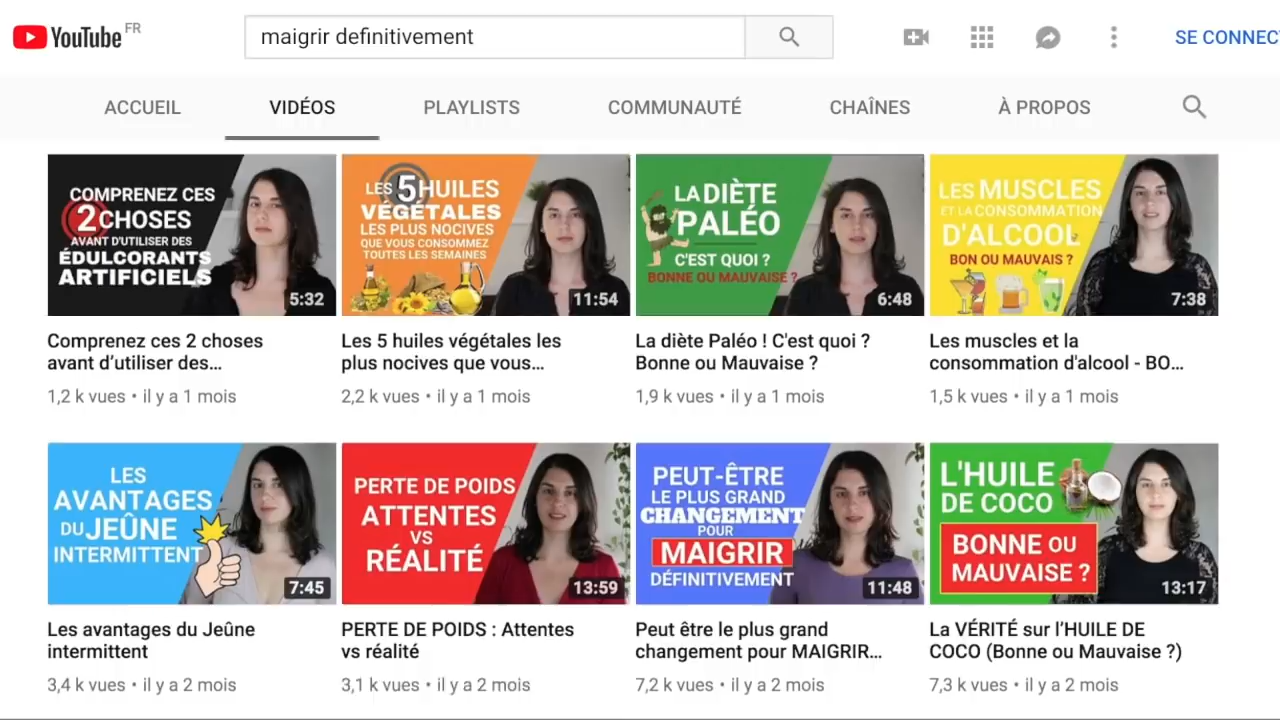 YouTube FR
maigrir definitivement
SE CONNECT
ACCUEIL
VIDÉOS
PLAYLISTS
COMMUNAUTÉ
CHAÎNES
À PROPOS
COMPRENEZ CES
2 CHOSES
AVANT D'UTILISER DES
ÉDULCORANTS
ARTIFICIELS
5:32
LES 5 HUILES
VÉGÉTALES
LES PLUS NOCIVES
QUE VOUS CONSOMMEZ
TOUTES LES SEMAINES
11:54
LA DIÈTE
PALÉO
C'EST QUOI ?
BONNE OU MAUVAISE ?
6:48
LES MUSCLES
ET LA CONSOMMATION
D'ALCOOL
BON OU MAUVAIS ?
7:38
Comprenez ces 2 choses
avant d’utiliser des...
1,2 k vues • il y a 1 mois
Les 5 huiles végétales les
plus nocives que vous...
2,2 k vues • il y a 1 mois
La diète Paléo ! C'est quoi ?
Bonne ou Mauvaise ?
1,9 k vues • il y a 1 mois
Les muscles et la
consommation d'alcool - BO...
1,5 k vues • il y a 1 mois
LES
AVANTAGES
DU JEÛNE
INTERMITTENT
7:45
PERTE DE POIDS
ATTENTES
VS
RÉALITÉ
13:59
PEUT-ÊTRE
LE PLUS GRAND
CHANGEMENT
POUR
MAIGRIR
DÉFINITIVEMENT
11:48
L'HUILE
DE COCO
BONNE OU
MAUVAISE ?
13:17
Les avantages du Jeûne
intermittent
3,4 k vues • il y a 2 mois
PERTE DE POIDS : Attentes
vs réalité
3,1 k vues • il y a 2 mois
Peut être le plus grand
changement pour MAIGRIR...
7,2 k vues • il y a 2 mois
La VÉRITÉ sur l’HUILE DE
COCO (Bonne ou Mauvaise ?)
7,3 k vues • il y a 2 mois